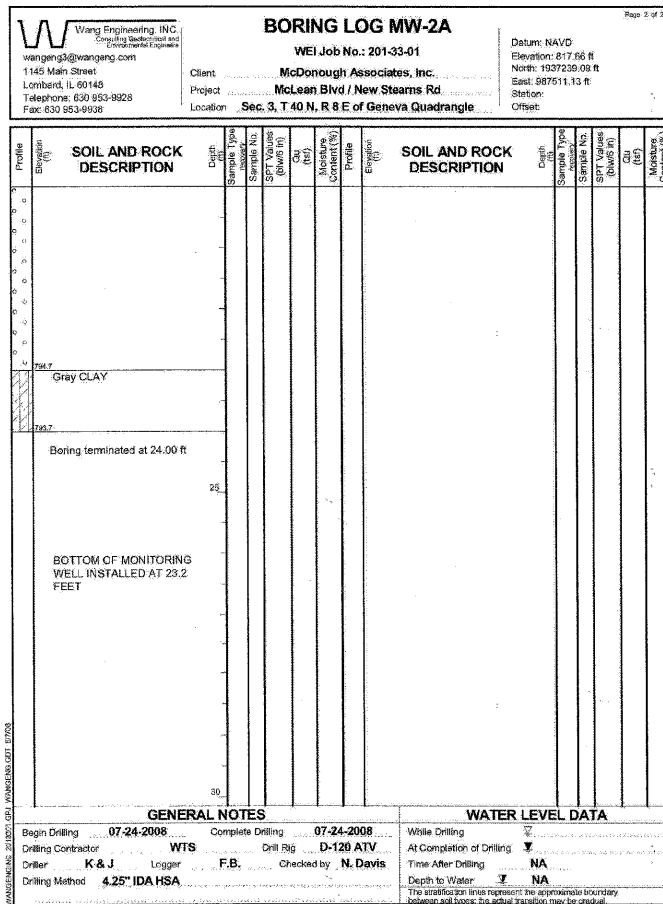 Page 2 of 2
Wang Engineering, INC.
Consulting Geotechnical and
Environmental Engineers
wangeng3@wangeng.com
1145 Main Street
Lombard, IL 60148
Telephone: 630 953-9928
Fax: 630 953-9938
BORING LOG MW-2A
WEI Job No.: 201-33-01
Client McDonough Associates, Inc.
Project McLean Blvd / New Stearns Rd
Location Sec. 3, T 40 N, R 8 E of Geneva Quadrangle
Datum: NAVD
Elevation: 817.66 ft
North: 1937239.09 ft
East: 987511.13 ft
Station:
Offset:
Profile
Elevation (ft)
SOIL AND ROCK
DESCRIPTION
Depth (ft)
Sample Type
recovery
Sample No.
SPT Values (blw/6 in)
Qu (tsf)
Moisture Content (%)
Profile
Elevation (ft)
SOIL AND ROCK
DESCRIPTION
Depth (ft)
Sample Type
recovery
Sample No.
SPT Values (blw/6 in)
Qu (tsf)
Moisture
794.7
Gray CLAY
793.7
Boring terminated at 24.00 ft
25
BOTTOM OF MONITORING
WELL INSTALLED AT 23.2
FEET
30
GENERAL NOTES
Begin Drilling 07-24-2008 Complete Drilling 07-24-2008
Drilling Contractor WTS Drill Rig D-120 ATV
Driller K & J Logger F.B. Checked by N. Davis
Drilling Method 4.25" IDA HSA
WATER LEVEL DATA
While Drilling
At Completion of Drilling
Time After Drilling NA
Depth to Water NA
The stratification lines represent the approximate boundary
between soil types; the actual transition may be gradual.